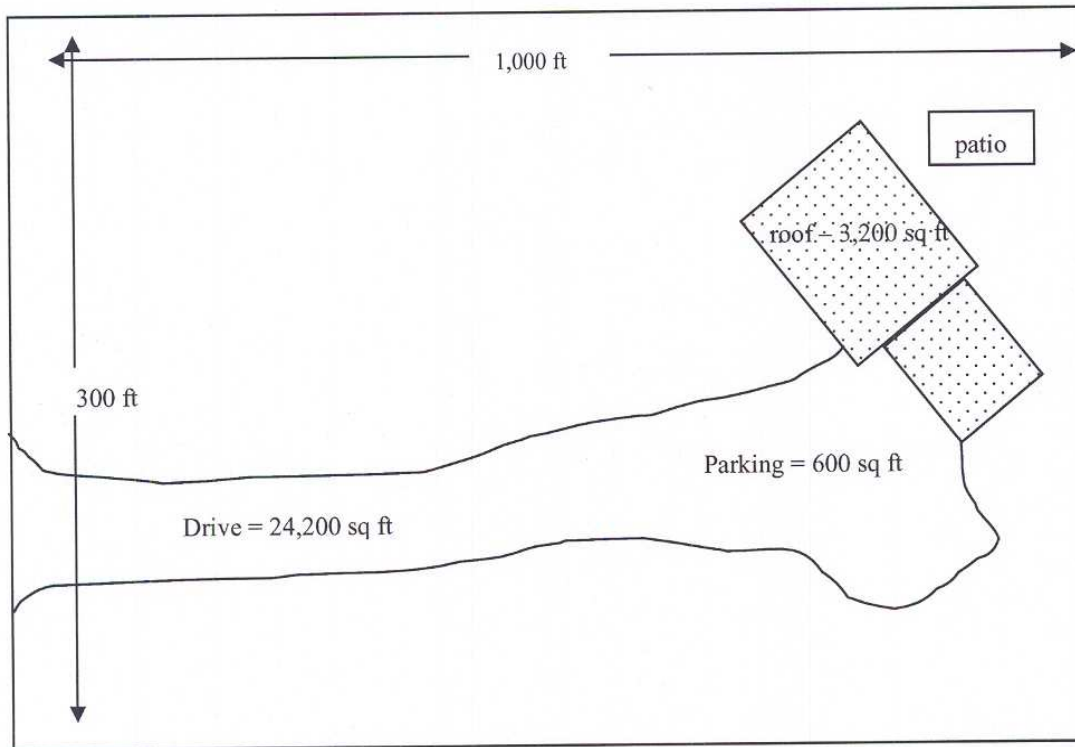 1,000 ft
patio
roof – 3,200 sq ft
300 ft
Parking = 600 sq ft
Drive = 24,200 sq ft